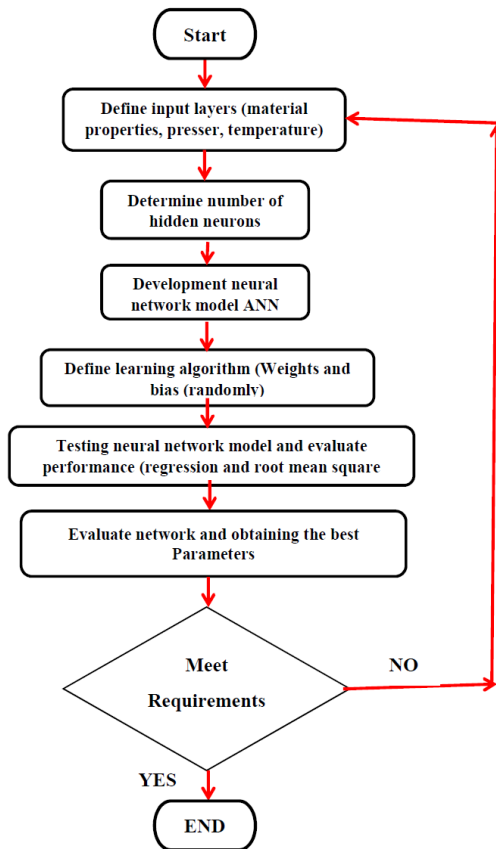 Start
Define input layers (material
properties, presser, temperature)
Determine number of
hidden neurons
Development neural
network model ANN
Define learning algorithm (Weights and
bias (randomly)
Testing neural network model and evaluate
performance (regression and root mean square
Evaluate network and obtaining the best
Parameters
Meet
Requirements
NO
YES
END